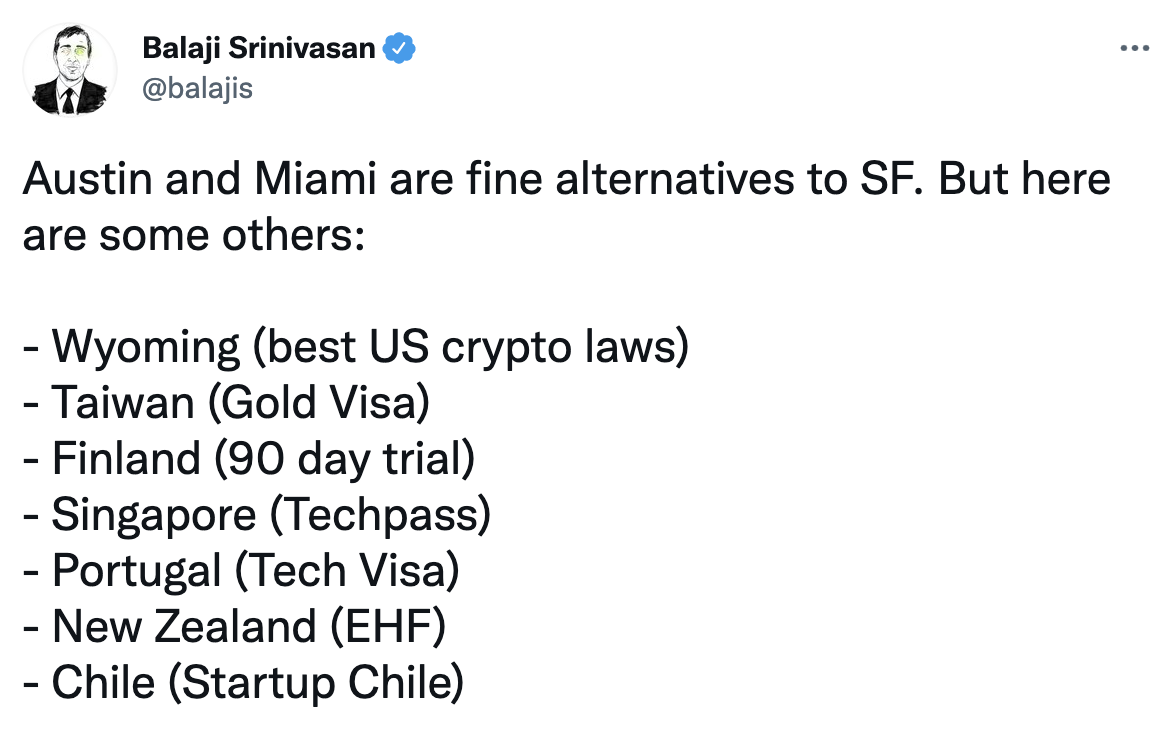 Balaji Srinivasan
@balajis
Austin and Miami are fine alternatives to SF. But here
are some others:
- Wyoming (best US crypto laws)
- Taiwan (Gold Visa)
- Finland (90 day trial)
- Singapore (Techpass)
- Portugal (Tech Visa)
- New Zealand (EHF)
- Chile (Startup Chile)